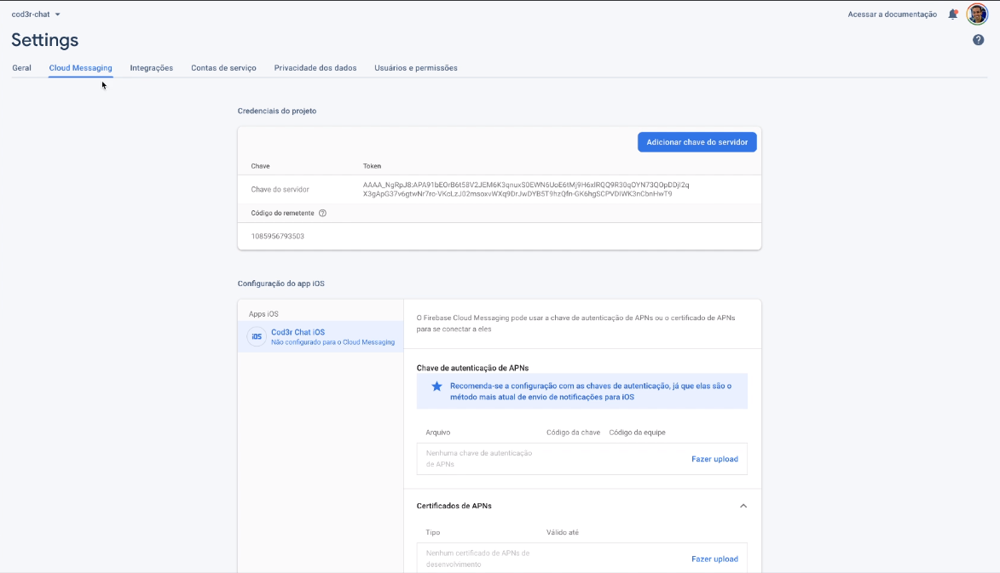 cod3r-chat
Acessar a documentação
Settings
Geral
Cloud Messaging
Integrações
Contas de serviço
Privacidade dos dados
Usuários e permissões
Credenciais do projeto
Adicionar chave do servidor
Chave
Token
Chave do servidor
AAAA_NgRpJ8:APA91bEOrB6t58V2JEM6K3qnuxS0EWN6UoE6tMj9H6xlRQQ9R30qOYN73QOpDDjI2q
X3gApG37v6gtwNr7ro-VKcLzJ02msoxvWXq9DrJwDYB5T9hzQfn-GK6hgSCPVDIWK3nCbnHwT9
Código do remetente
1085956793503
Configuração do app iOS
Apps iOS
iOS
Cod3r Chat iOS
Não configurado para o Cloud Messaging
O Firebase Cloud Messaging pode usar a chave de autenticação de APNs ou o certificado de APNs
para se conectar a eles
Chave de autenticação de APNs
Recomenda-se a configuração com as chaves de autenticação, já que elas são o
método mais atual de envio de notificações para iOS
Arquivo
Código da chave
Código da equipe
Nenhuma chave de autenticação
de APNs
Fazer upload
Certificados de APNs
Tipo
Válido até
Nenhum certificado de APNs de
desenvolvimento
Fazer upload